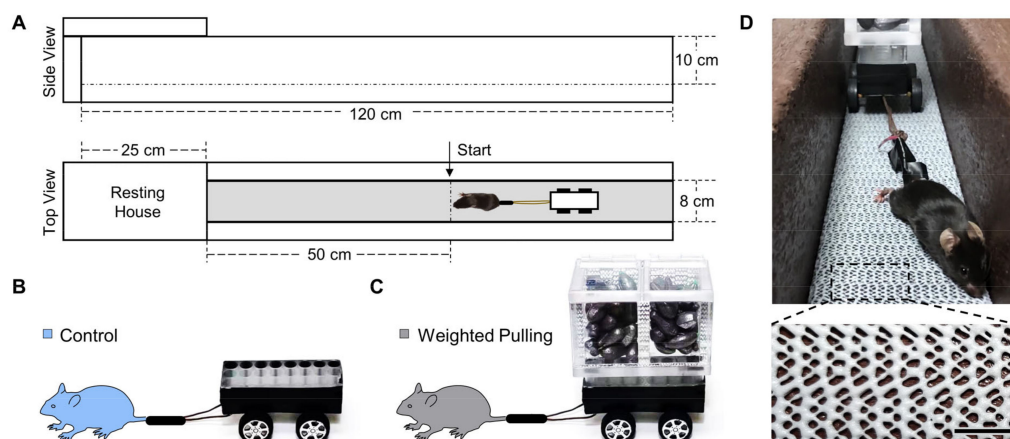 A
Side View
10 cm
120 cm
25 cm
Start
Top View
Resting
House
8 cm
50 cm
B
Control
C
Weighted Pulling
D